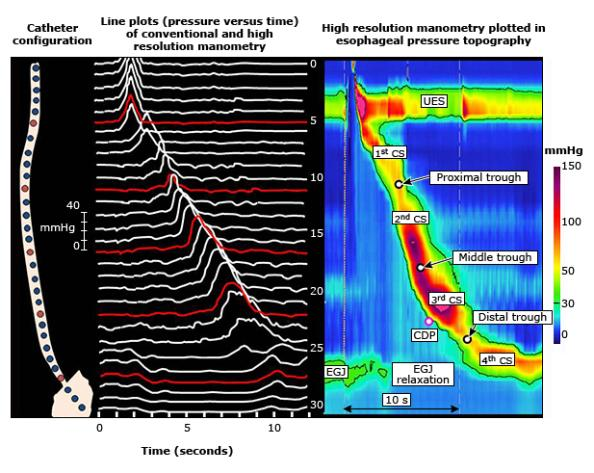 Catheter
configuration
Line plots (pressure versus time)
of conventional and high
resolution manometry
High resolution manometry plotted in
esophageal pressure topography
40
mmHg
0
0
5
10
15
20
25
30
UES
1st CS
Proximal trough
2nd CS
Middle trough
3rd CS
Distal trough
CDP
4th CS
EGJ
EGJ
relaxation
10 s
mmHg
150
100
50
30
0
0 5 10
Time (seconds)